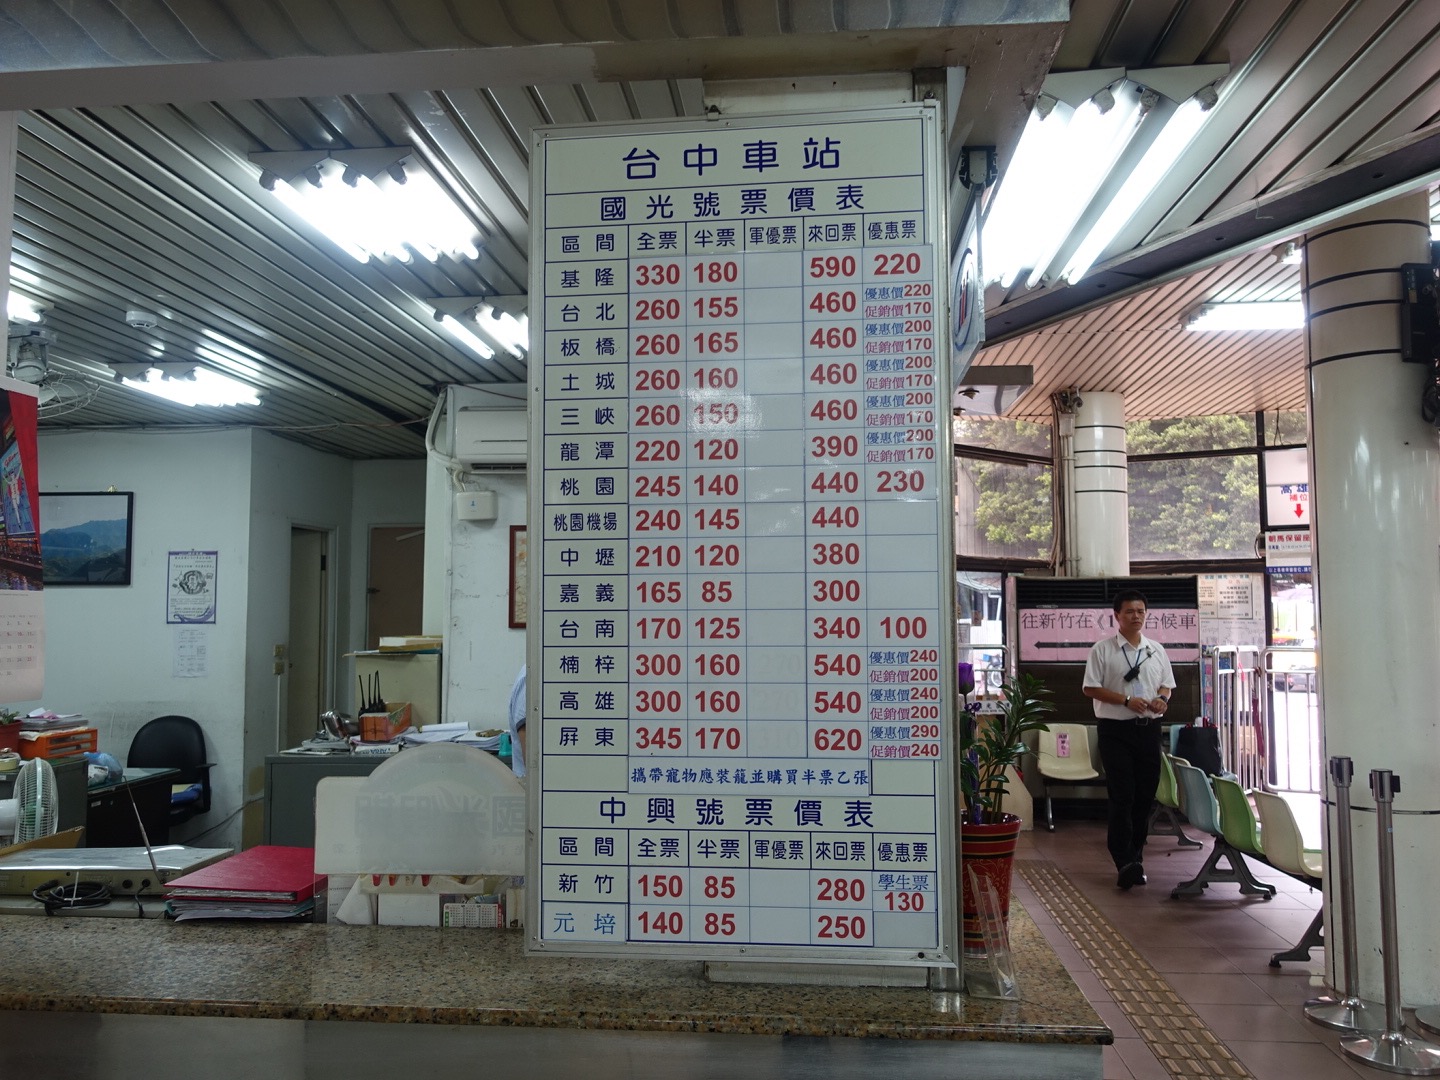 台中車站
國光號票價表
區間 全票 半票 軍優票 來回票 優惠票
基隆 330 180 590 220
台北 260 155 460 優惠價220 促銷價170
板橋 260 165 460 優惠價200 促銷價170
土城 260 160 460 優惠價200 促銷價170
三峽 260 150 460 優惠價200 促銷價170
龍潭 220 120 390 優惠價200 促銷價170
桃園 245 140 440 230
桃園機場 240 145 440
中壢 210 120 380
嘉義 165 85 300
台南 170 125 340 100
楠梓 300 160 540 優惠價240 促銷價200
高雄 300 160 540 優惠價240 促銷價200
屏東 345 170 620 優惠價290 促銷價240
攜帶寵物應裝籠並購買半票乙張
中興號票價表
區間 全票 半票 軍優票 來回票 優惠票
新竹 150 85 280 學生票 130
元培 140 85 250
往新竹在《1 台候車
高雄
補位
朝馬保留座